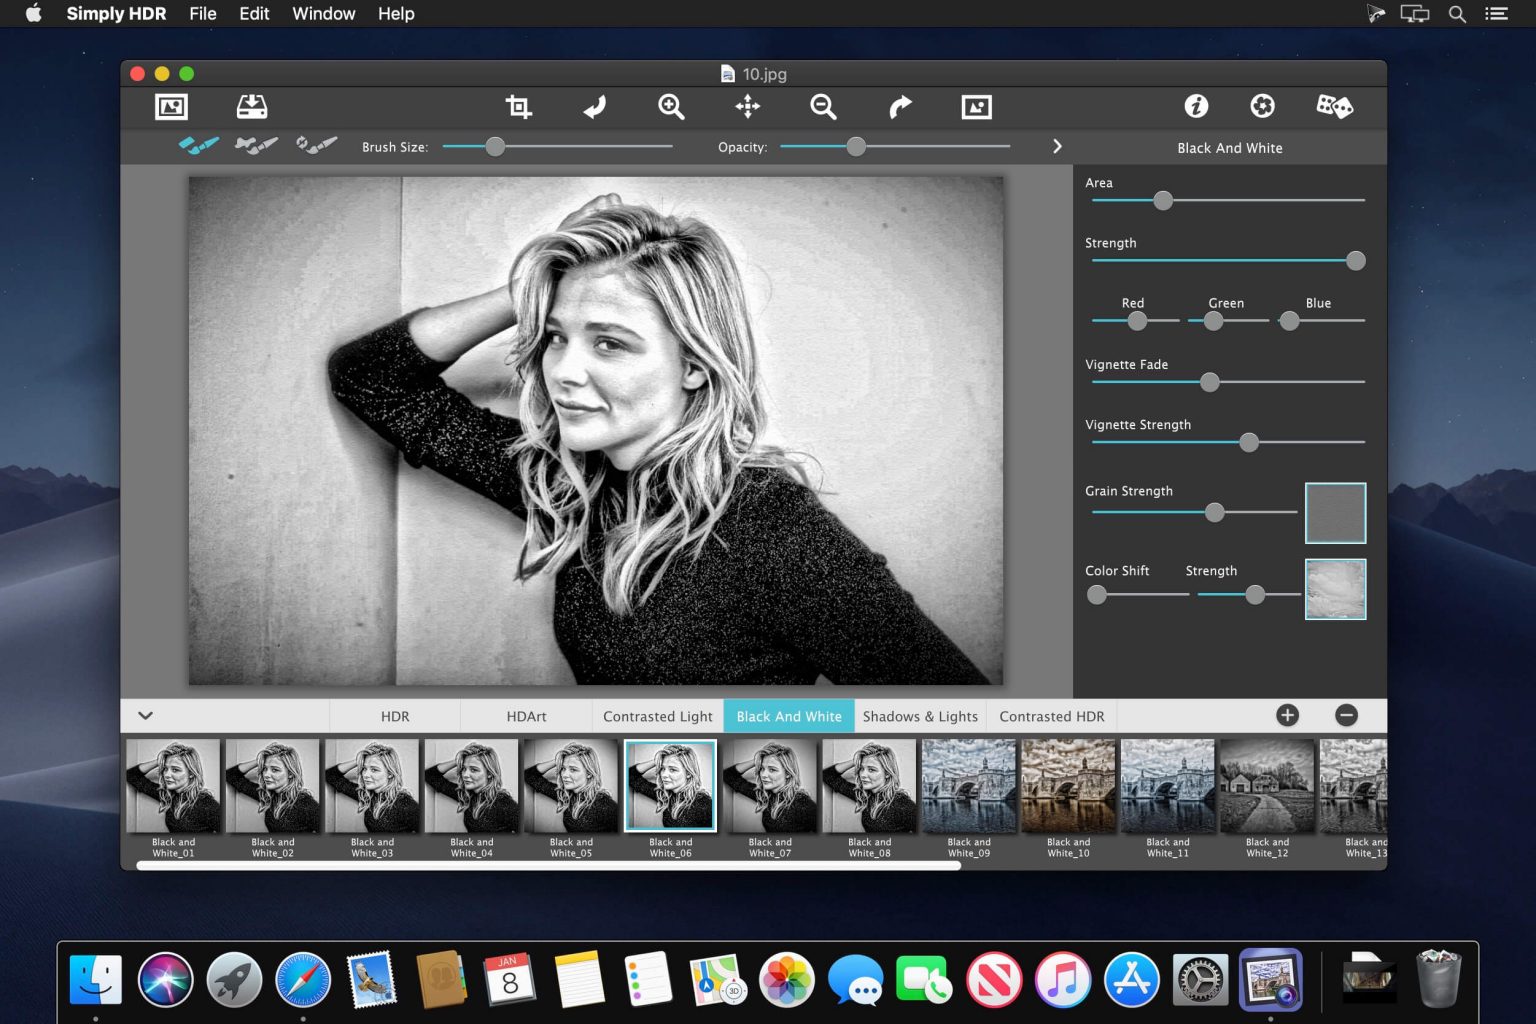 Simply HDR File Edit Window Help
10.jpg
Brush Size: Opacity: Black And White
Area
Strength
Red Green Blue
Vignette Fade
Vignette Strength
Grain Strength
Color Shift Strength
HDR HDArt Contrasted Light Black And White Shadows & Lights Contrasted HDR
Black and Black and Black and Black and Black and Black and Black and Black and Black and Black and Black and Black and Black and
White_01 White_02 White_03 White_04 White_05 White_06 White_07 White_08 White_09 White_10 White_11 White_12 White_13
JAN
8
3D